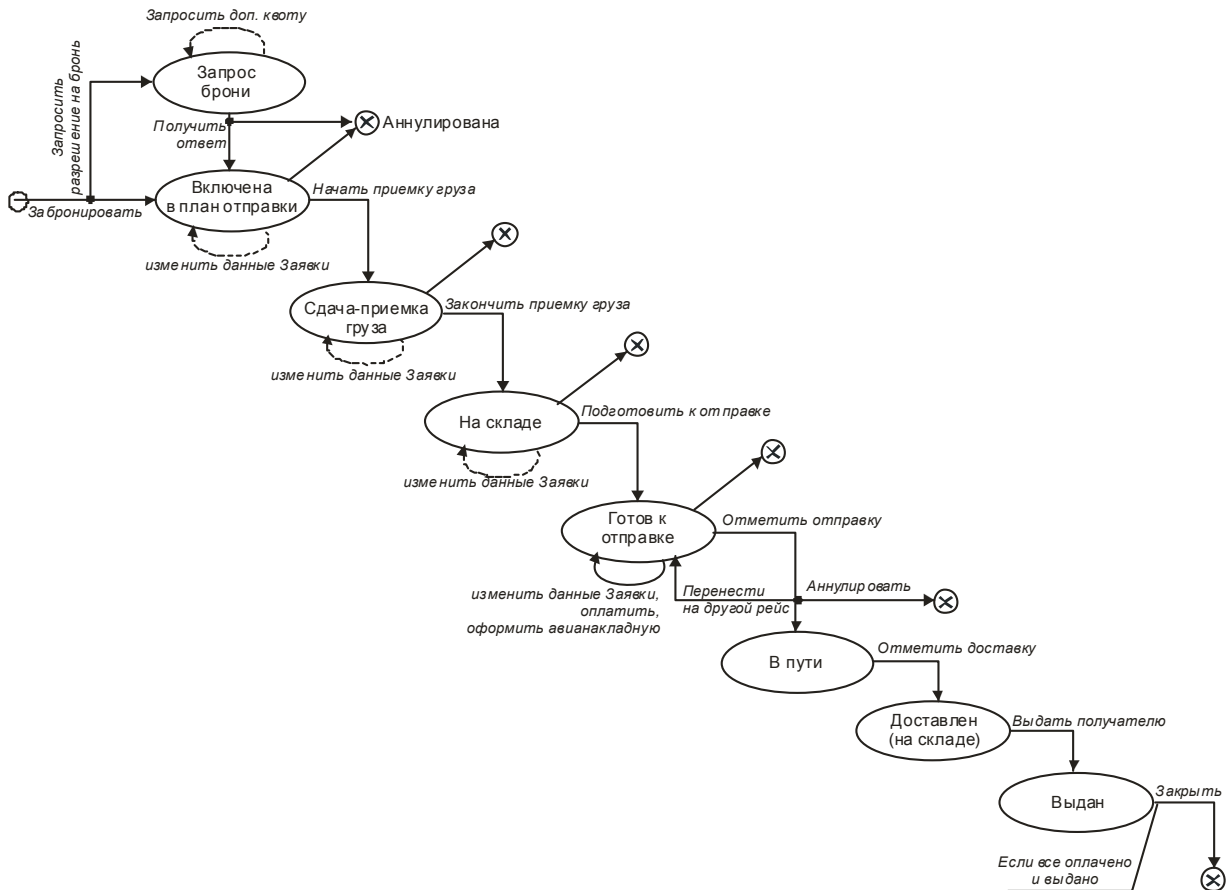 Запросить доп. квоту
Запросить
разрешение на бронь
Запрос
брони
Получить
ответ
Аннулирована
Включена
в план отправки
Начать приемку груза
Забронировать
изменить данные Заявки
Сдача-приемка
груза
Закончить приемку груза
изменить данные Заявки
На складе
Подготовить к отправке
изменить данные Заявки
Готов к
отправке
Отметить отправку
изменить данные Заявки,
оплатить,
оформить авианакладную
Перенести
на другой рейс
Аннулировать
В пути
Отметить доставку
Доставлен
(на складе)
Выдать получателю
Выдан
Закрыть
Если все оплачено
и выдано